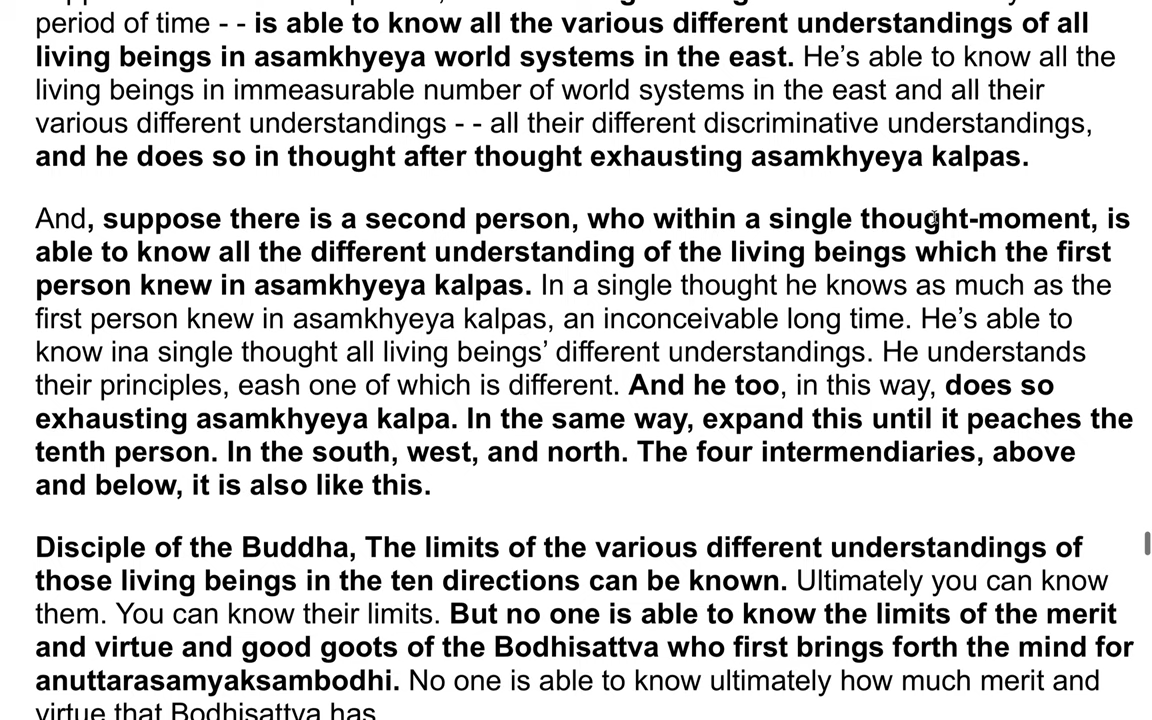 period of time - - is able to know all the various different understandings of all
living beings in asamkhyeya world systems in the east. He’s able to know all the
living beings in immeasurable number of world systems in the east and all their
various different understandings - - all their different discriminative understandings,
and he does so in thought after thought exhausting asamkhyeya kalpas.
And, suppose there is a second person, who within a single thought-moment, is
able to know all the different understanding of the living beings which the first
person knew in asamkhyeya kalpas. In a single thought he knows as much as the
first person knew in asamkhyeya kalpas, an inconceivable long time. He’s able to
know ina single thought all living beings’ different understandings. He understands
their principles, eash one of which is different. And he too, in this way, does so
exhausting asamkhyeya kalpa. In the same way, expand this until it peaches the
tenth person. In the south, west, and north. The four intermendiaries, above
and below, it is also like this.
Disciple of the Buddha, The limits of the various different understandings of
those living beings in the ten directions can be known. Ultimately you can know
them. You can know their limits. But no one is able to know the limits of the merit
and virtue and good goots of the Bodhisattva who first brings forth the mind for
anuttarasamyaksambodhi. No one is able to know ultimately how much merit and
virtue that Bodhisattva has